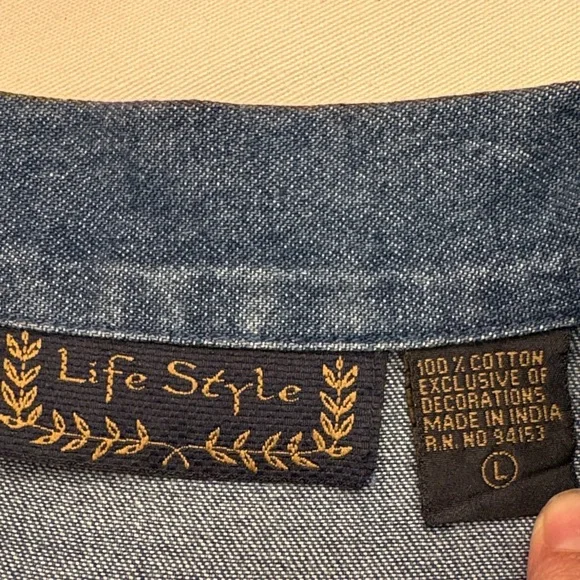 Life Style
100 % COTTON
EXCLUSIVE OF
DECORATIONS
MADE IN INDIA
R.N. NO 94153
L